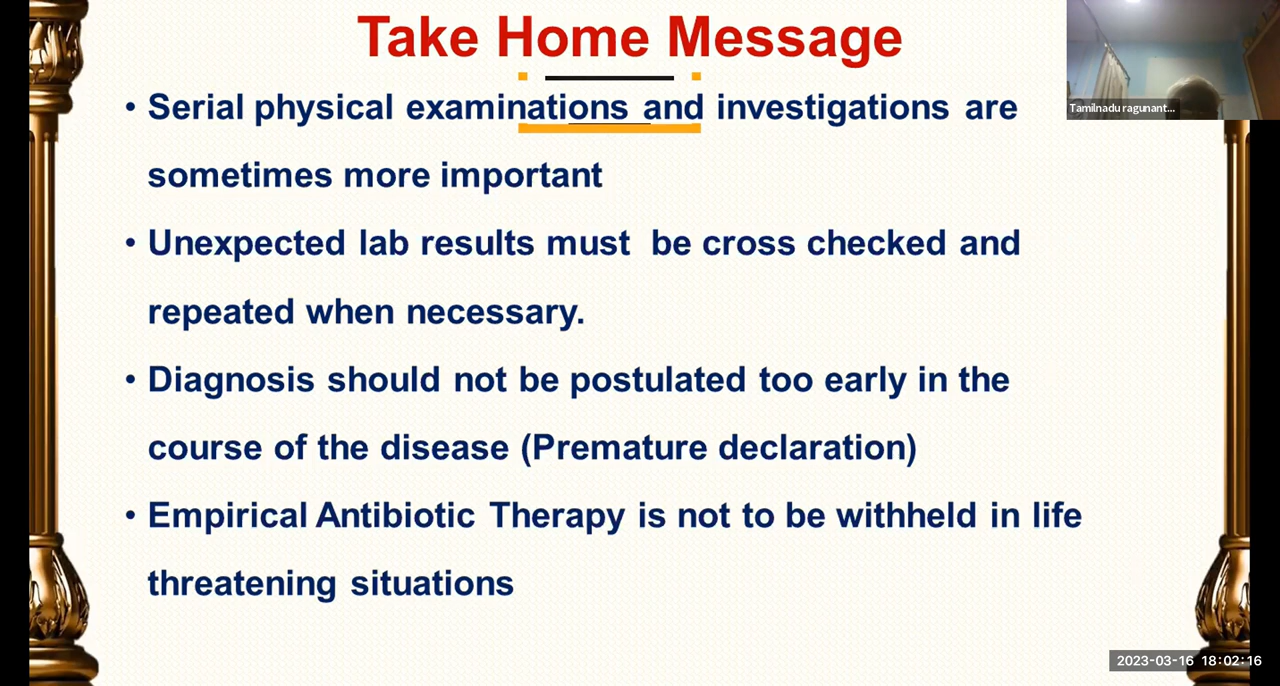 Take Home Message
Tamilnadu ragunant...
• Serial physical examinations and investigations are
sometimes more important
• Unexpected lab results must be cross checked and
repeated when necessary.
• Diagnosis should not be postulated too early in the
course of the disease (Premature declaration)
• Empirical Antibiotic Therapy is not to be withheld in life
threatening situations
2023-03-16 18:02:16